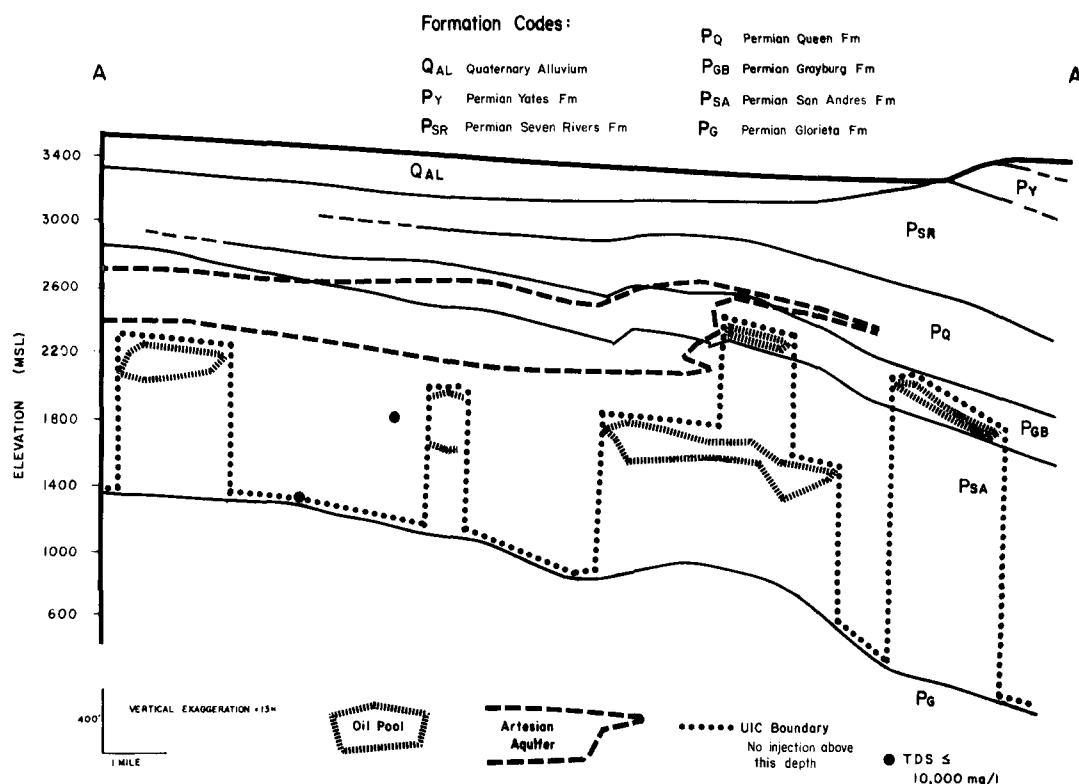 Formation Codes:
QAL Quaternary Alluvium
PY Permian Yates Fm
PSR Permian Seven Rivers Fm
PQ Permian Queen Fm
PGB Permian Grayburg Fm
PSA Permian San Andres Fm
PG Permian Glorieta Fm
A
A
3400
3000
2600
2200
1800
1400
1000
600
ELEVATION (MSL)
QAL
PY
PSR
PQ
PGB
PSA
PG
400'
1 MILE
VERTICAL EXAGGERATION =13x
Oil Pool
Artesian
Aquifer
UIC Boundary
No injection above
this depth
TDS ≤
10,000 mg/l